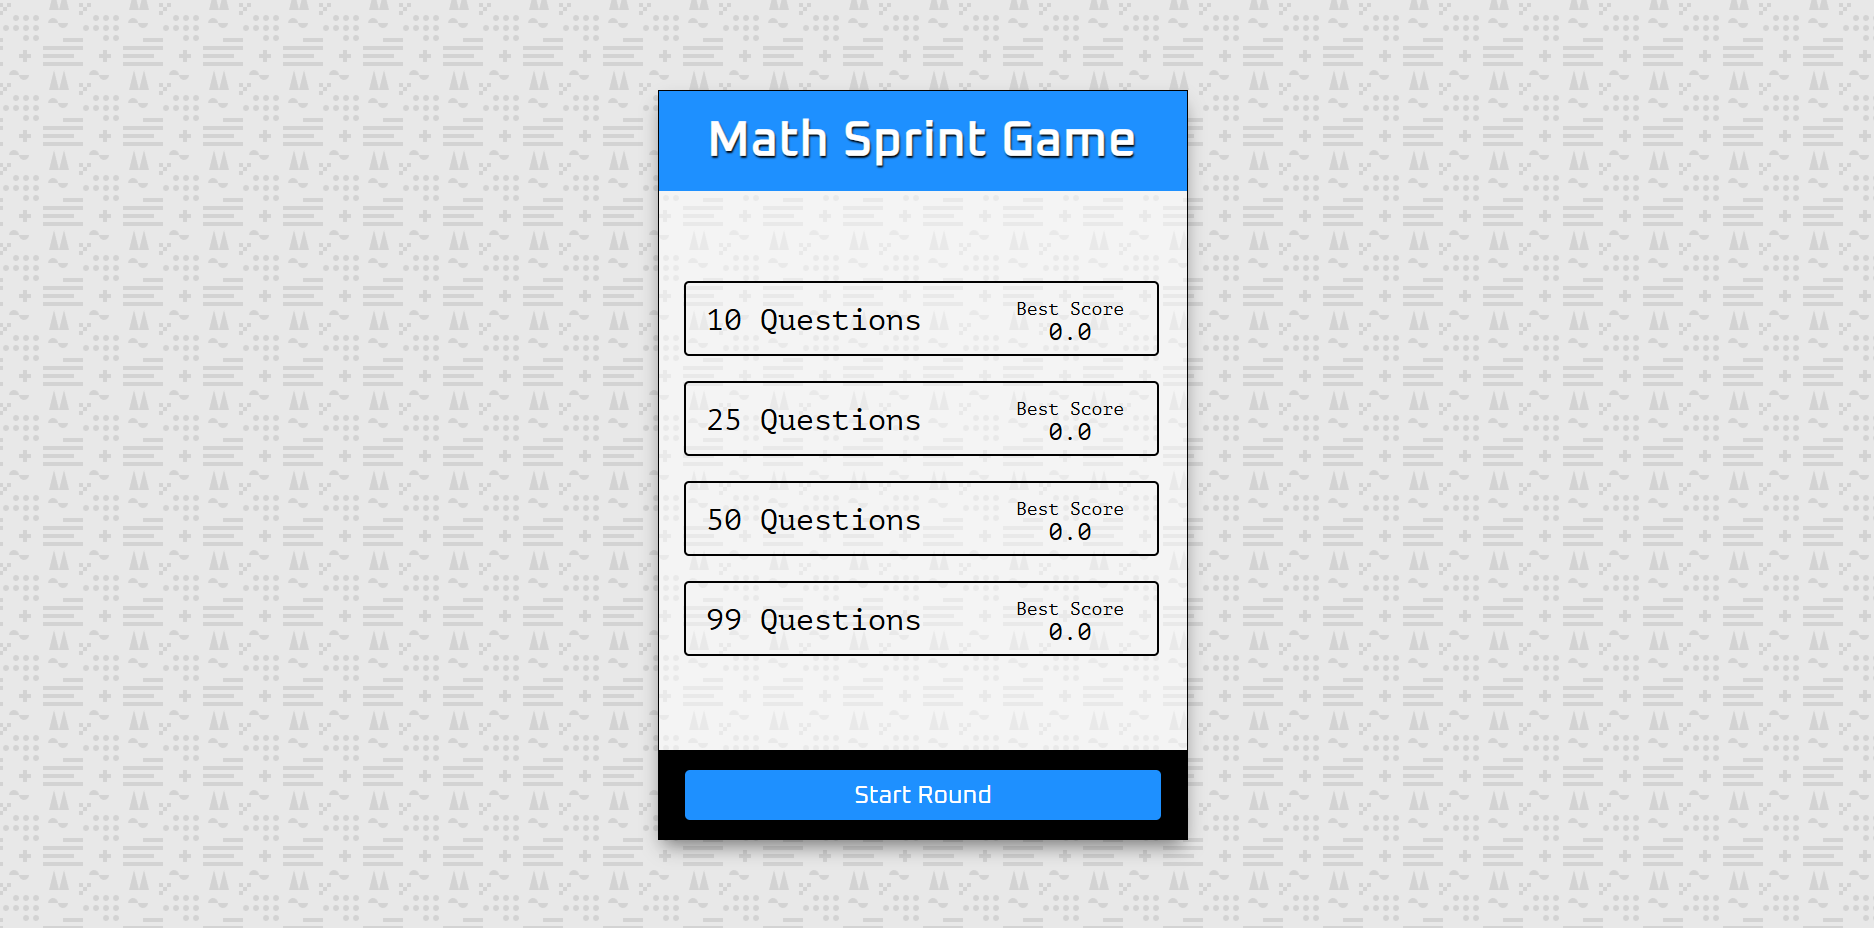 Math Sprint Game
10 Questions
Best Score
0.0
25 Questions
Best Score
0.0
50 Questions
Best Score
0.0
99 Questions
Best Score
0.0
Start Round